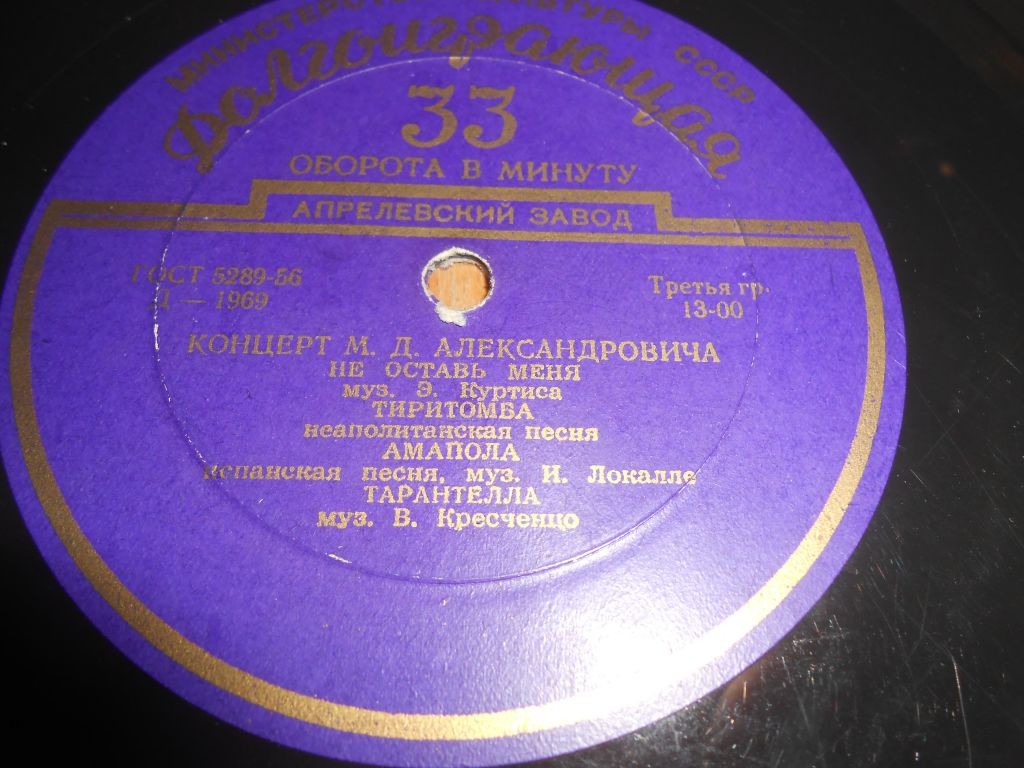 МИНИСТЕРСТВО КУЛЬТУРЫ СССР
Долгоиграющая
33
ОБОРОТА В МИНУТУ
АПРЕЛЕВСКИЙ ЗАВОД
ГОСТ 5289-56
Д — 1969
Третья гр.
13-00
КОНЦЕРТ М. Д. АЛЕКСАНДРОВИЧА
НЕ ОСТАВЬ МЕНЯ
муз. Э. Куртиса
ТИРИТОМБА
неаполитанская песня
АМАПОЛА
испанская песня, муз. И. Локалле
ТАРАНТЕЛЛА
муз. В. Кресченцо